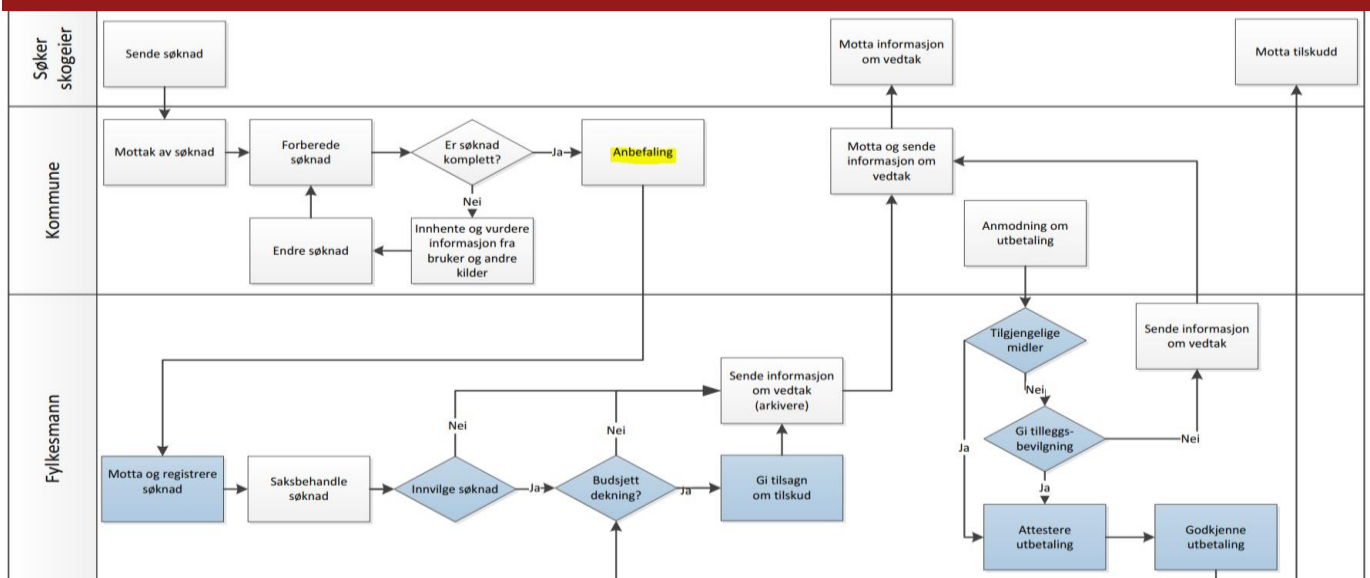 Søker
skogeier
Sende søknad
Motta informasjon
om vedtak
Motta tilskudd
Kommune
Mottak av søknad
Forberede
søknad
Er søknad
komplett?
Ja
Anbefaling
Nei
Innhente og vurdere
informasjon fra
bruker og andre
kilder
Endre søknad
Motta og sende
informasjon om
vedtak
Anmodning om
utbetaling
Fylkesmann
Motta og registrere
søknad
Saksbehandle
søknad
Innvilge søknad
Nei
Ja
Budsjett
dekning?
Nei
Ja
Gi tilsagn
om tilskud
Sende informasjon
om vedtak
(arkivere)
Tilgjengelige
midler
Nei
Ja
Gi tilleggs-
bevilgning
Nei
Ja
Sende informasjon
om vedtak
Attestere
utbetaling
Godkjenne
utbetaling